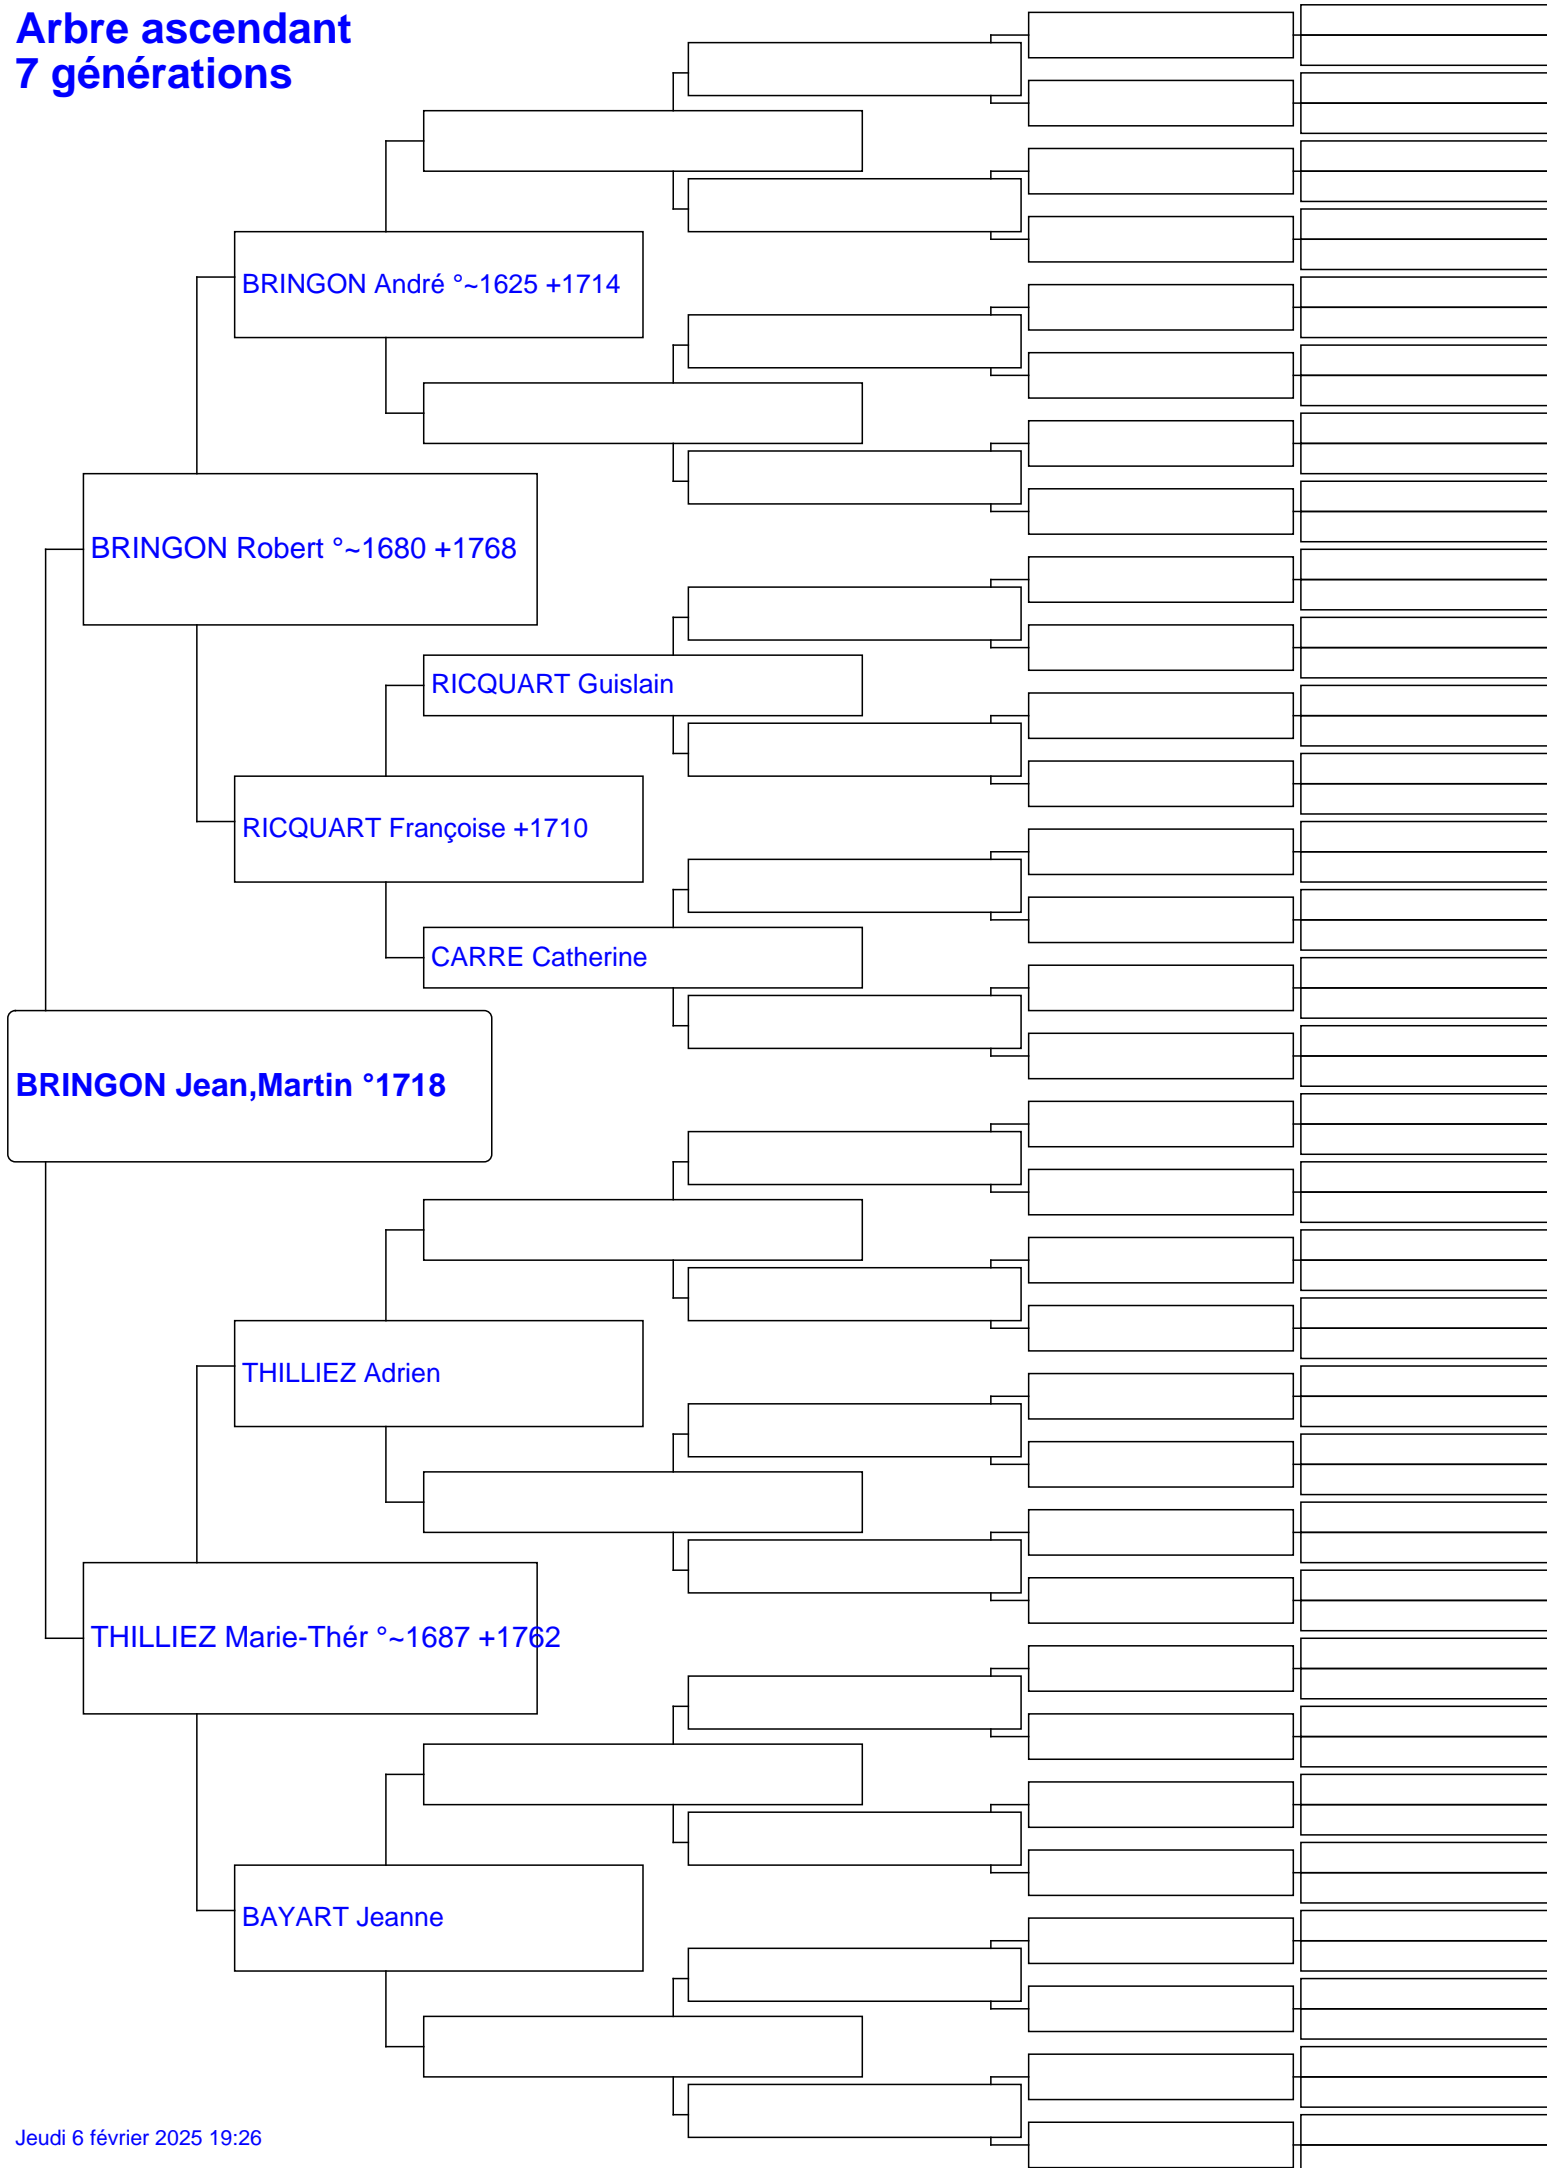 Arbre ascendant
7 générations
BRINGON André °~1625 +1714
BRINGON Robert °~1680 +1768
RICQUART Guislain
RICQUART Françoise +1710
CARRE Catherine
BRINGON Jean,Martin °1718
THILLIEZ Adrien
THILLIEZ Marie-Thér °~1687 +1762
BAYART Jeanne
Jeudi 6 février 2025 19:26